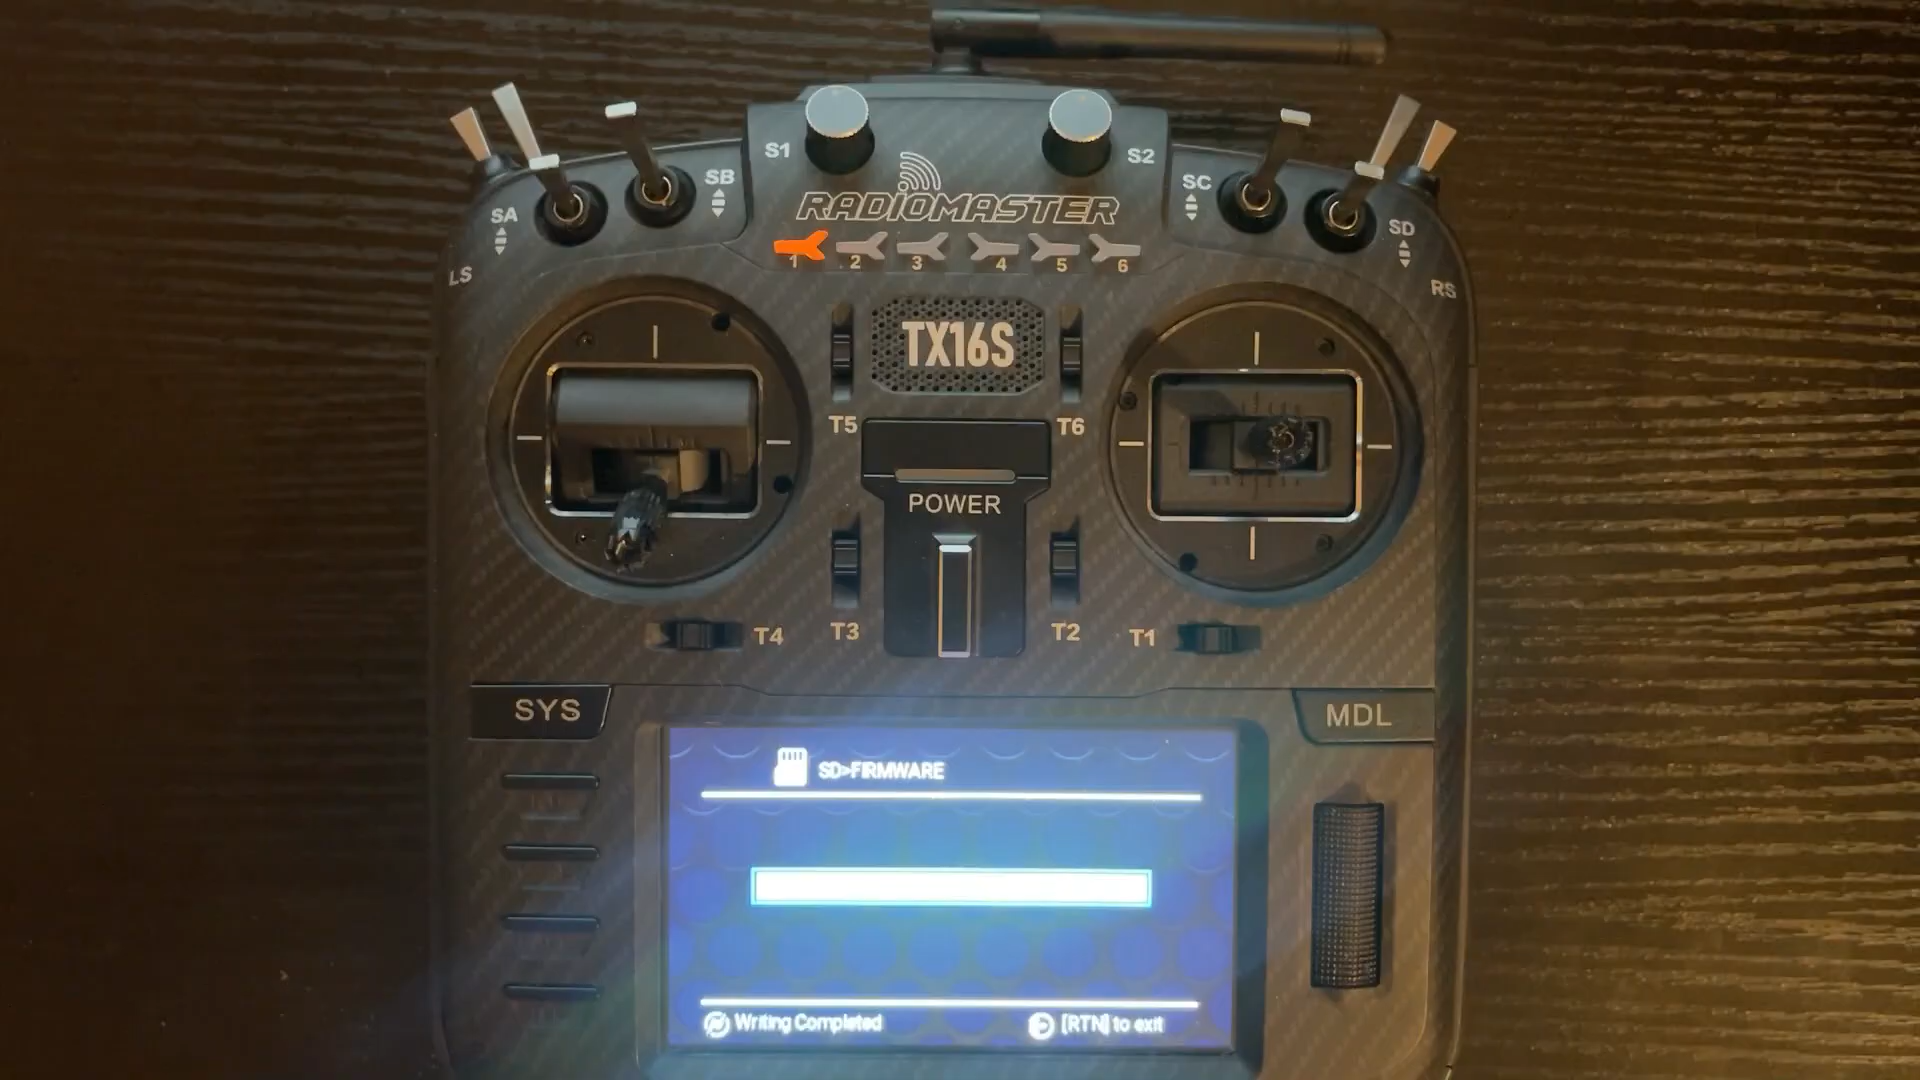 S1
S2
SB
SC
SA
SD
RADIOMASTER
LS
RS
1
2
3
4
5
6
TX16S
T5
T6
POWER
T4
T3
T2
T1
SYS
MDL
SD>FIRMWARE
Writing Completed
[RTN] to exit